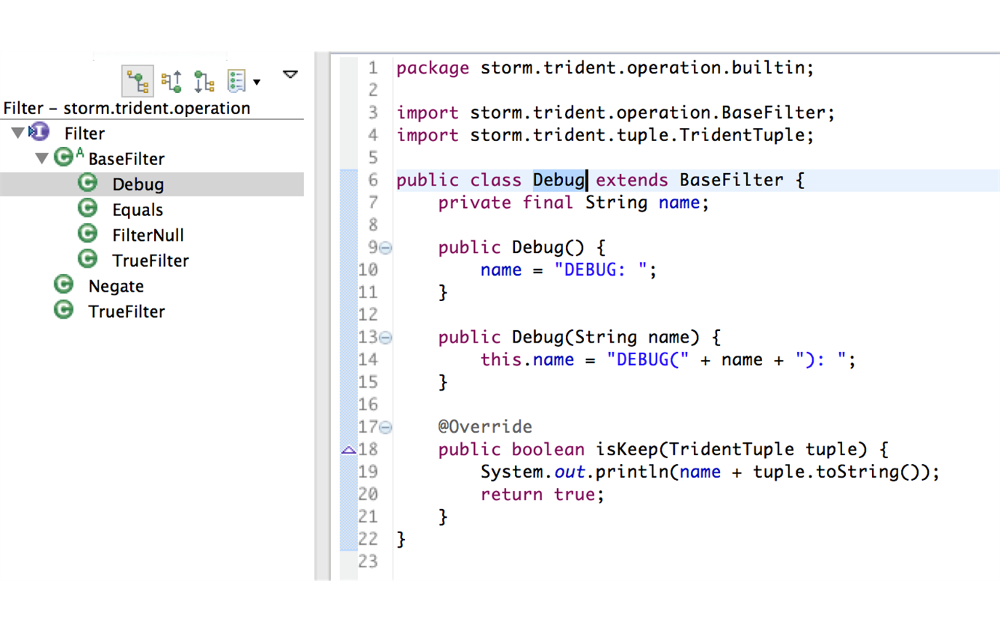 Filter – storm.trident.operation
I Filter
C A BaseFilter
C Debug
C Equals
C FilterNull
C TrueFilter
C Negate
C TrueFilter
1 package storm.trident.operation.builtin;
2
3 import storm.trident.operation.BaseFilter;
4 import storm.trident.tuple.TridentTuple;
5
6 public class Debug extends BaseFilter {
7     private final String name;
8
9     public Debug() {
10         name = "DEBUG: ";
11     }
12
13     public Debug(String name) {
14         this.name = "DEBUG(" + name + "): ";
15     }
16
17     @Override
18     public boolean isKeep(TridentTuple tuple) {
19         System.out.println(name + tuple.toString());
20         return true;
21     }
22 }
23